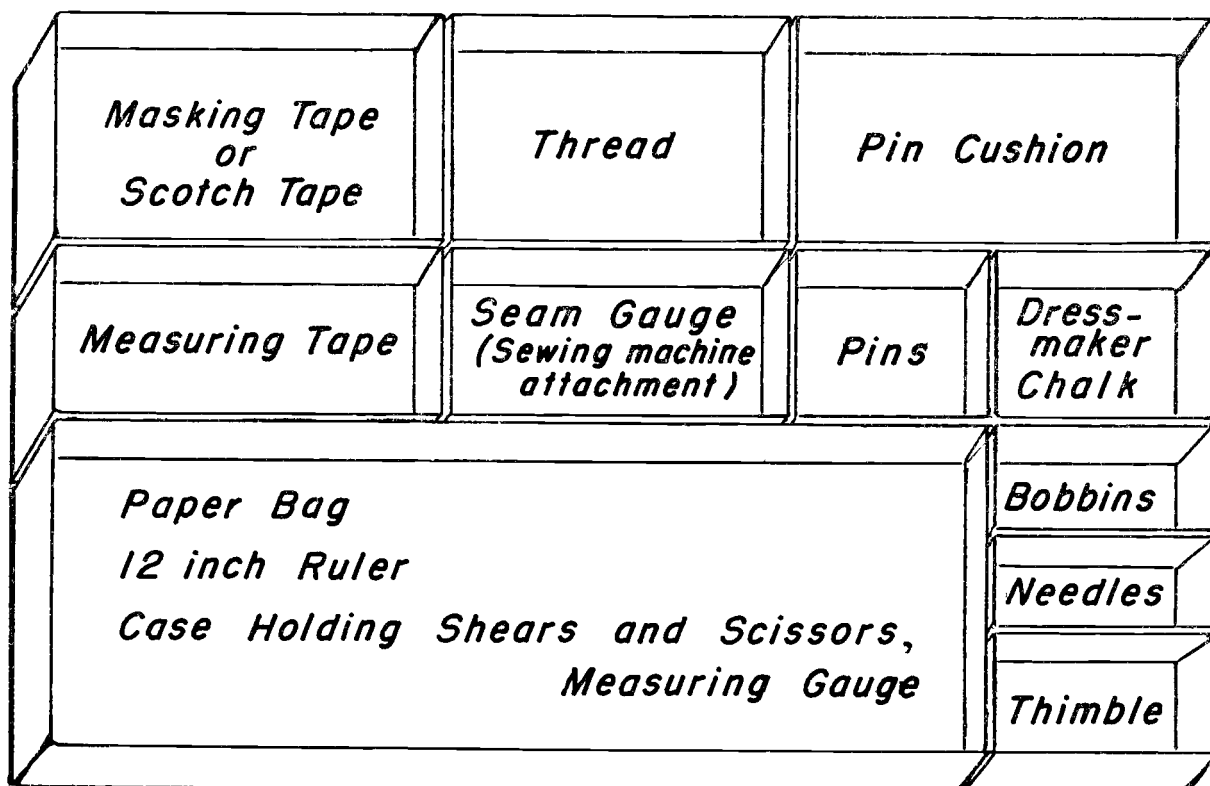 Masking Tape
or
Scotch Tape
Thread
Pin Cushion
Measuring Tape
Seam Gauge
(Sewing machine
attachment)
Pins
Dress-
maker
Chalk
Paper Bag
12 inch Ruler
Case Holding Shears and Scissors,
Measuring Gauge
Bobbins
Needles
Thimble